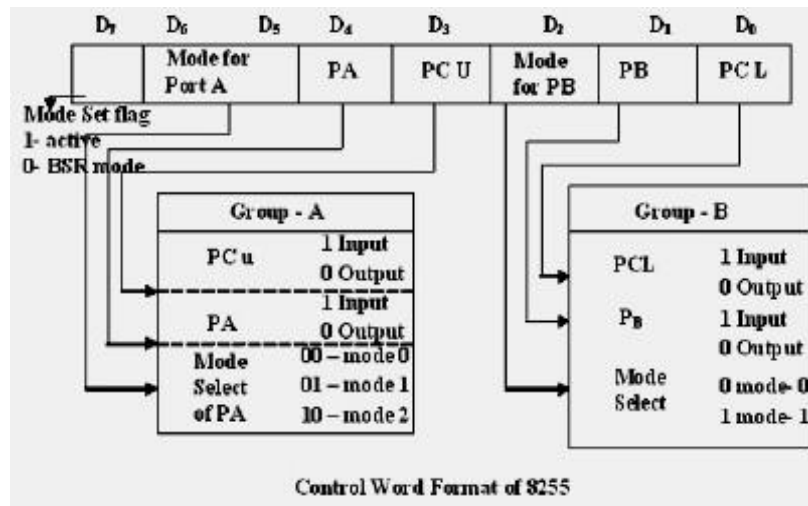 D7 D6 D5 D4 D3 D2 D1 D0
Mode for Port A
PA
PC U
Mode for PB
PB
PC L
Mode Set flag
1- active
0- BSR mode
Group - A
PC u
1 Input
0 Output
PA
1 Input
0 Output
Mode Select of PA
00 – mode 0
01 – mode 1
10 – mode 2
Group - B
PCL
1 Input
0 Output
PB
1 Input
0 Output
Mode Select
0 mode- 0
1 mode- 1
Control Word Format of 8255